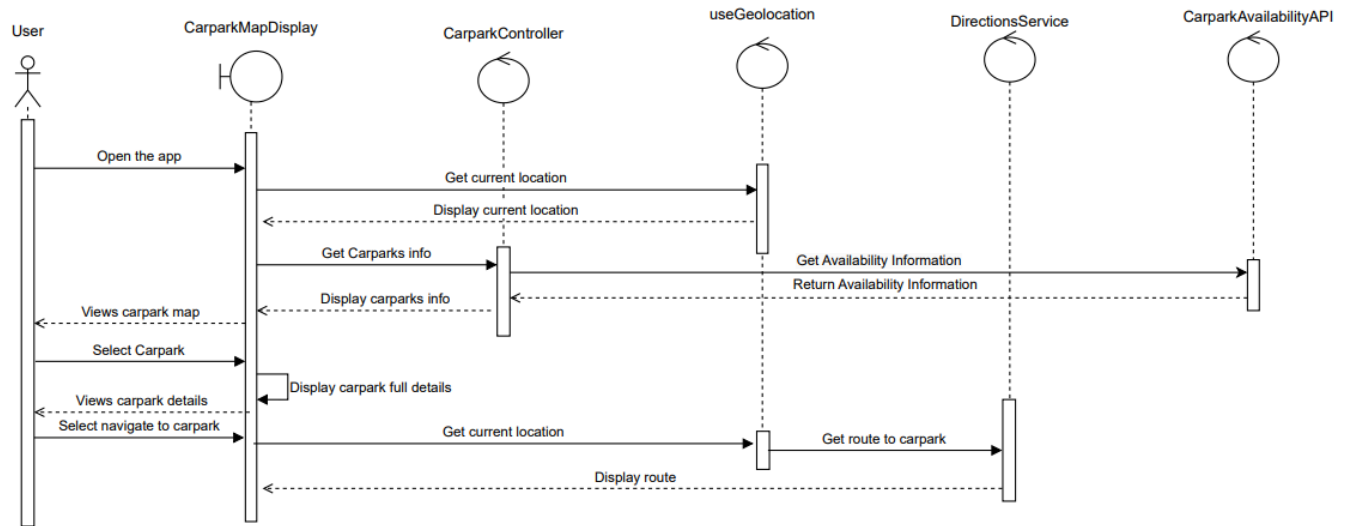 User
CarparkMapDisplay
CarparkController
useGeolocation
DirectionsService
CarparkAvailabilityAPI
Open the app
Get current location
Display current location
Get Carparks info
Get Availability Information
Return Availability Information
Display carparks info
Views carpark map
Select Carpark
Display carpark full details
Views carpark details
Select navigate to carpark
Get current location
Get route to carpark
Display route